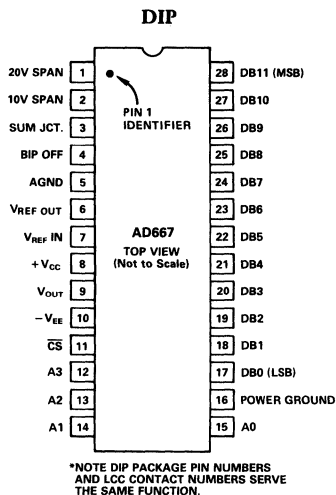 DIP
20V SPAN 1 28 DB11 (MSB)
10V SPAN 2 27 DB10
PIN 1
IDENTIFIER
SUM JCT. 3 26 DB9
BIP OFF 4 25 DB8
AGND 5 24 DB7
VREF OUT 6 23 DB6
AD667
TOP VIEW
(Not to Scale)
VREF IN 7 22 DB5
+VCC 8 21 DB4
VOUT 9 20 DB3
−VEE 10 19 DB2
C̅S̅ 11 18 DB1
A3 12 17 DB0 (LSB)
A2 13 16 POWER GROUND
A1 14 15 A0
*NOTE DIP PACKAGE PIN NUMBERS
AND LCC CONTACT NUMBERS SERVE
THE SAME FUNCTION.